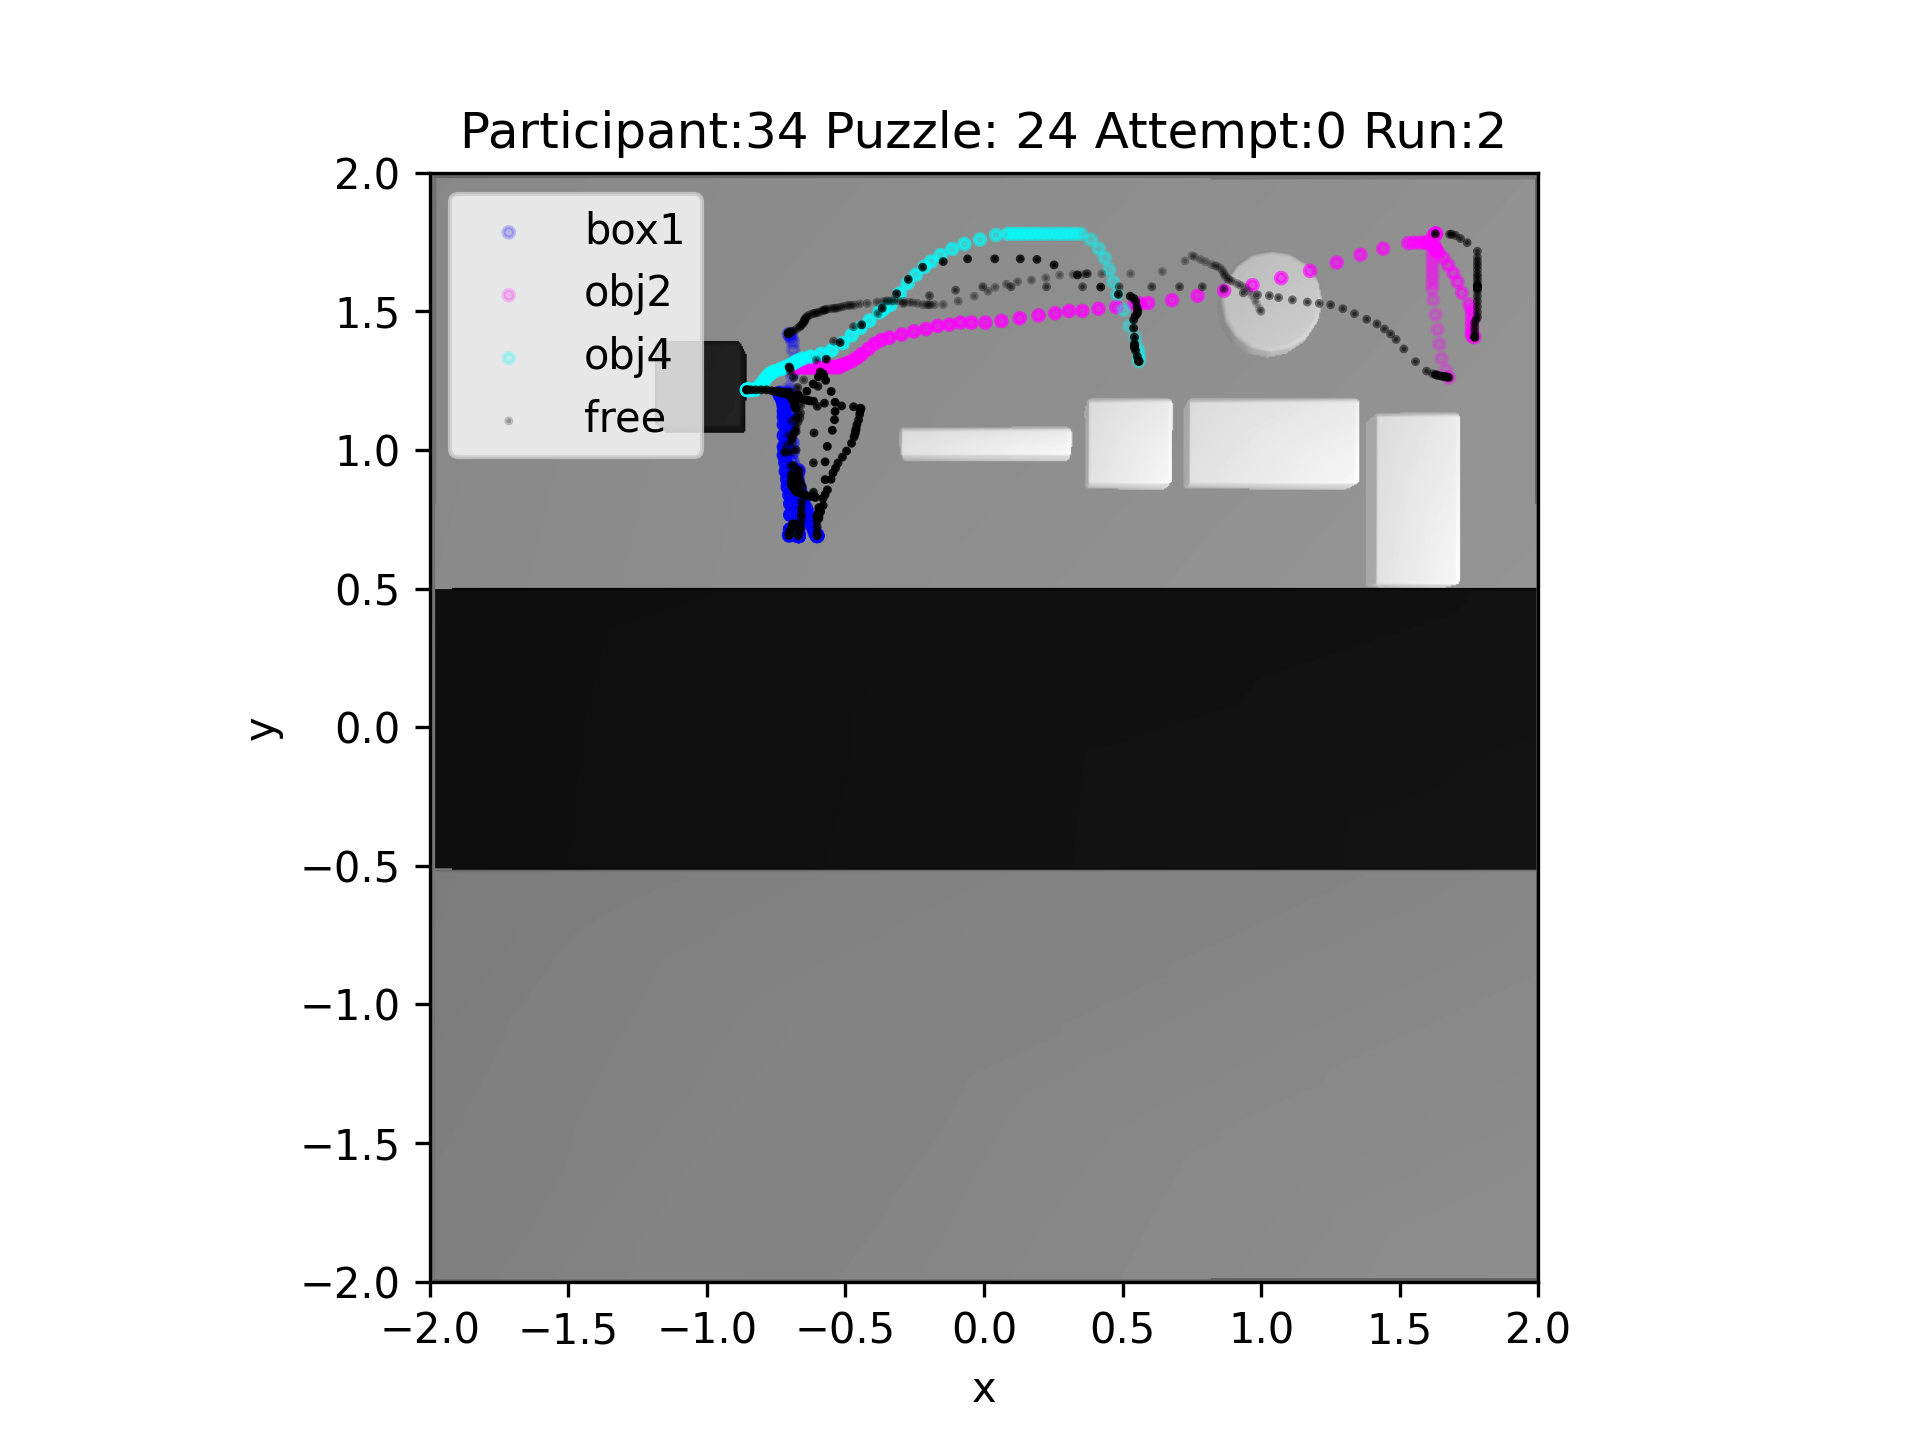 Participant:34 Puzzle: 24 Attempt:0 Run:2
2.0
1.5
1.0
0.5
0.0
−0.5
−1.0
−1.5
−2.0
y
box1
obj2
obj4
free
−2.0 −1.5 −1.0 −0.5 0.0 0.5 1.0 1.5 2.0
x